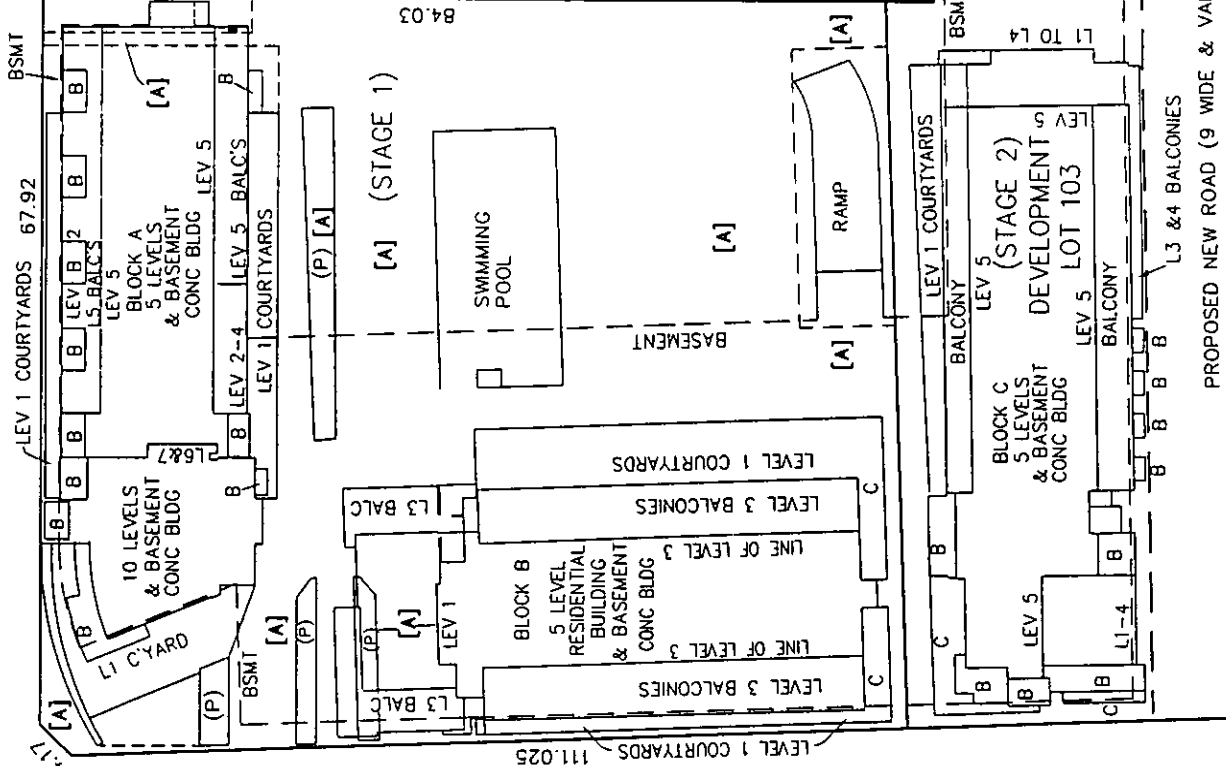 BSMT
LEV 1 COURTYARDS 67.92
84.03
[A]
B
B
B
LEV B 2
L5 BALCS
LEV 5
BLOCK A
5 LEVELS
& BASEMENT
CONC BLDG
LEV 5
B
B
B
B
B
L6&7
LEV 2-4
LEV 5 BALC'S
LEV 1 COURTYARDS
B
B
10 LEVELS
& BASEMENT
CONC BLDG
B
L1 C'YARD
[A]
(P)
BSMT
[A]
(P)
(P) [A]
[A]
(STAGE 1)
SWIMMING
POOL
BASEMENT
[A]
[A]
RAMP
[A]
(P)
[A]
L3 BALC
LEV 1
L3 BALC
BLOCK B
5 LEVEL
RESIDENTIAL
BUILDING
& BASEMENT
CONC BLDG
LEVEL 1 COURTYARDS
LEVEL 3 BALCONIES
LINE OF LEVEL 3
LINE OF LEVEL 3
LEVEL 3 BALCONIES
C
C
LEVEL 1 COURTYARDS
111.025
BSM
L1 TO L4
LEV 1 COURTYARDS
BALCONY
LEV 5
(STAGE 2)
DEVELOPMENT
LOT 103
LEV 5
LEV 5
BALCONY
BLOCK C
5 LEVELS
& BASEMENT
CONC BLDG
B
C
B
LEV 5
L1-4
B
B
B
C
B
B
B
B
L3 &4 BALCONIES
PROPOSED NEW ROAD (9 WIDE & VAR